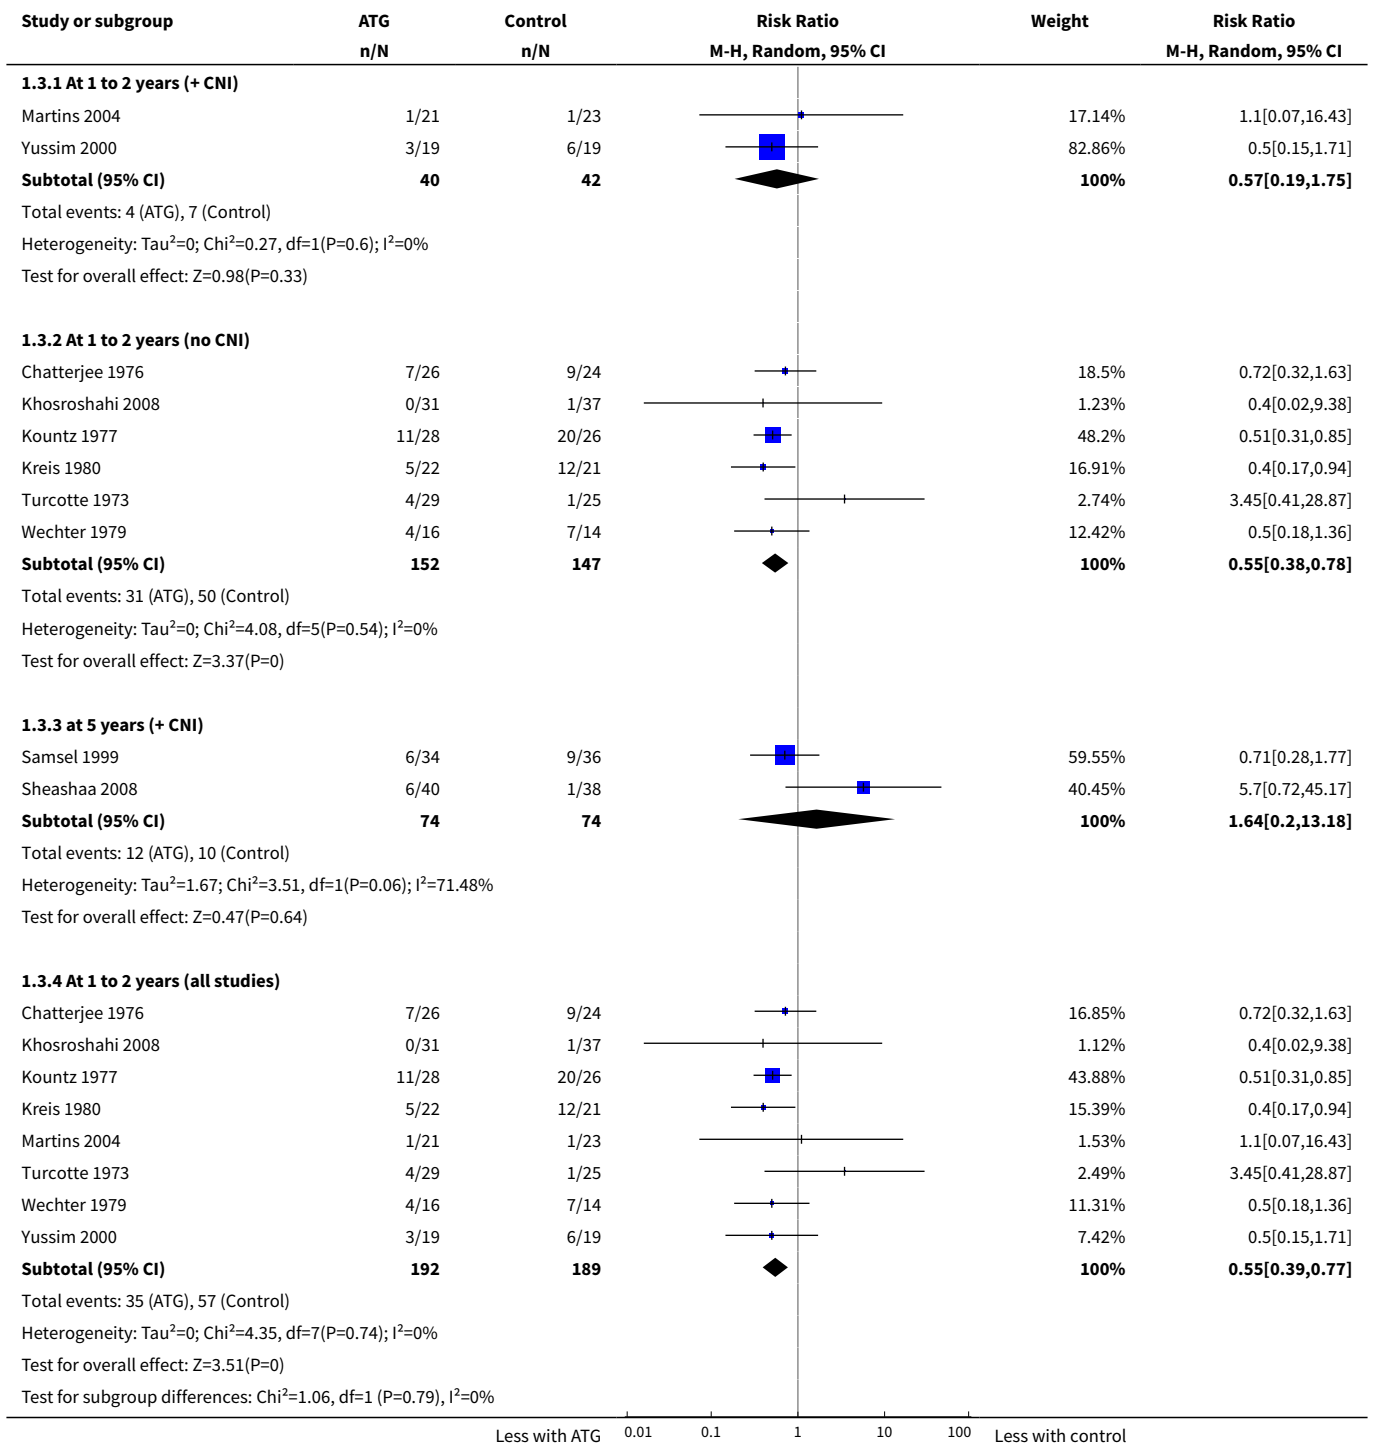 Study or subgroup ATG Control Risk Ratio Weight Risk Ratio
n/N n/N M-H, Random, 95% CI M-H, Random, 95% CI
1.3.1 At 1 to 2 years (+ CNI)
Martins 2004 1/21 1/23 17.14% 1.1[0.07,16.43]
Yussim 2000 3/19 6/19 82.86% 0.5[0.15,1.71]
Subtotal (95% CI) 40 42 100% 0.57[0.19,1.75]
Total events: 4 (ATG), 7 (Control)
Heterogeneity: Tau²=0; Chi²=0.27, df=1(P=0.6); I²=0%
Test for overall effect: Z=0.98(P=0.33)
1.3.2 At 1 to 2 years (no CNI)
Chatterjee 1976 7/26 9/24 18.5% 0.72[0.32,1.63]
Khosroshahi 2008 0/31 1/37 1.23% 0.4[0.02,9.38]
Kountz 1977 11/28 20/26 48.2% 0.51[0.31,0.85]
Kreis 1980 5/22 12/21 16.91% 0.4[0.17,0.94]
Turcotte 1973 4/29 1/25 2.74% 3.45[0.41,28.87]
Wechter 1979 4/16 7/14 12.42% 0.5[0.18,1.36]
Subtotal (95% CI) 152 147 100% 0.55[0.38,0.78]
Total events: 31 (ATG), 50 (Control)
Heterogeneity: Tau²=0; Chi²=4.08, df=5(P=0.54); I²=0%
Test for overall effect: Z=3.37(P=0)
1.3.3 at 5 years (+ CNI)
Samsel 1999 6/34 9/36 59.55% 0.71[0.28,1.77]
Sheashaa 2008 6/40 1/38 40.45% 5.7[0.72,45.17]
Subtotal (95% CI) 74 74 100% 1.64[0.2,13.18]
Total events: 12 (ATG), 10 (Control)
Heterogeneity: Tau²=1.67; Chi²=3.51, df=1(P=0.06); I²=71.48%
Test for overall effect: Z=0.47(P=0.64)
1.3.4 At 1 to 2 years (all studies)
Chatterjee 1976 7/26 9/24 16.85% 0.72[0.32,1.63]
Khosroshahi 2008 0/31 1/37 1.12% 0.4[0.02,9.38]
Kountz 1977 11/28 20/26 43.88% 0.51[0.31,0.85]
Kreis 1980 5/22 12/21 15.39% 0.4[0.17,0.94]
Martins 2004 1/21 1/23 1.53% 1.1[0.07,16.43]
Turcotte 1973 4/29 1/25 2.49% 3.45[0.41,28.87]
Wechter 1979 4/16 7/14 11.31% 0.5[0.18,1.36]
Yussim 2000 3/19 6/19 7.42% 0.5[0.15,1.71]
Subtotal (95% CI) 192 189 100% 0.55[0.39,0.77]
Total events: 35 (ATG), 57 (Control)
Heterogeneity: Tau²=0; Chi²=4.35, df=7(P=0.74); I²=0%
Test for overall effect: Z=3.51(P=0)
Test for subgroup differences: Chi²=1.06, df=1 (P=0.79), I²=0%
Less with ATG 0.01 0.1 1 10 100 Less with control